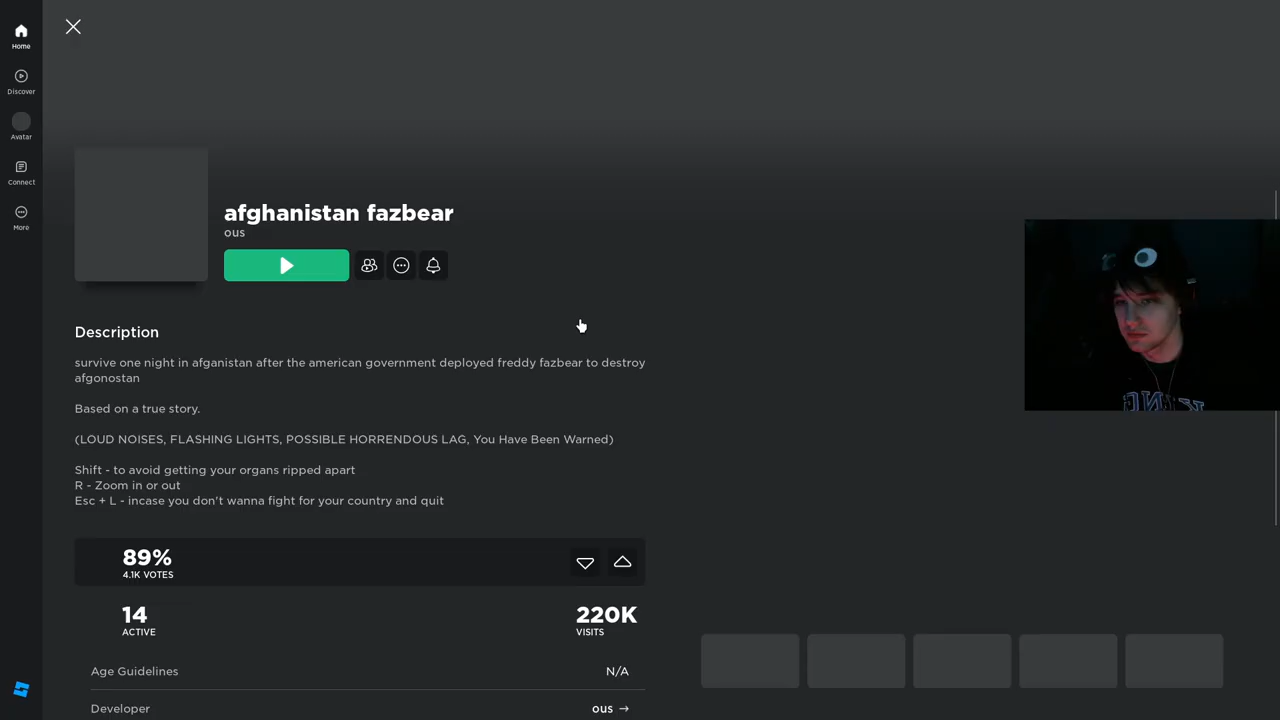 Home
Discover
Avatar
Connect
More
afghanistan fazbear
ous
Description
survive one night in afganistan after the american government deployed freddy fazbear to destroy
afgonostan
Based on a true story.
(LOUD NOISES, FLASHING LIGHTS, POSSIBLE HORRENDOUS LAG, You Have Been Warned)
Shift - to avoid getting your organs ripped apart
R - Zoom in or out
Esc + L - incase you don't wanna fight for your country and quit
89%
4.1K VOTES
14
ACTIVE
220K
VISITS
Age Guidelines
N/A
Developer
ous →